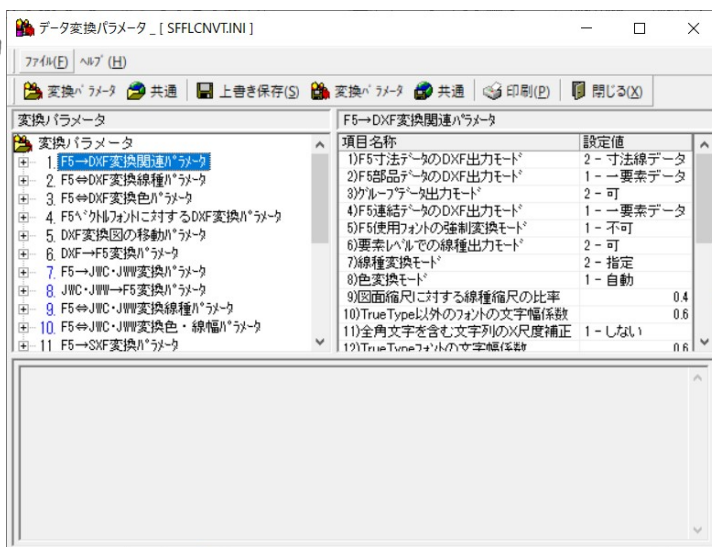 データ変換パラメータ _ [ SFFLCNVT.INI ]
ファイル(F) ヘルプ(H)
変換パラメータ 共通 上書き保存(S) 変換パラメータ 共通 印刷(P) 閉じる(X)
変換パラメータ
変換パラメータ
1. F5→DXF変換関連パラメータ
2. F5⇔DXF変換線種パラメータ
3. F5⇔DXF変換色パラメータ
4. F5ベクトルフォントに対するDXF変換パラメータ
5. DXF変換図の移動パラメータ
6. DXF→F5変換パラメータ
7. F5→JWC・JWW変換パラメータ
8. JWC・JWW→F5変換パラメータ
9. F5⇔JWC・JWW変換線種パラメータ
10. F5⇔JWC・JWW変換色・線幅パラメータ
11 F5→SXF変換パラメータ
F5→DXF変換関連パラメータ
項目名称 設定値
1)F5寸法データのDXF出力モード 2 - 寸法線データ
2)F5部品データのDXF出力モード 1 - 一要素データ
3)グループデータ出力モード 2 - 可
4)F5連結データのDXF出力モード 1 - 一要素データ
5)F5使用フォントの強制変換モード 1 - 不可
6)要素レベルでの線種出力モード 2 - 可
7)線種変換モード 2 - 指定
8)色変換モード 1 - 自動
9)図面縮尺に対する線種縮尺の比率 0.4
10)TrueType以外のフォントの文字幅係数 0.6
11)全角文字を含む文字列のX尺度補正 1 - しない
12)TrueTypeフォントの文字幅係数 0.6